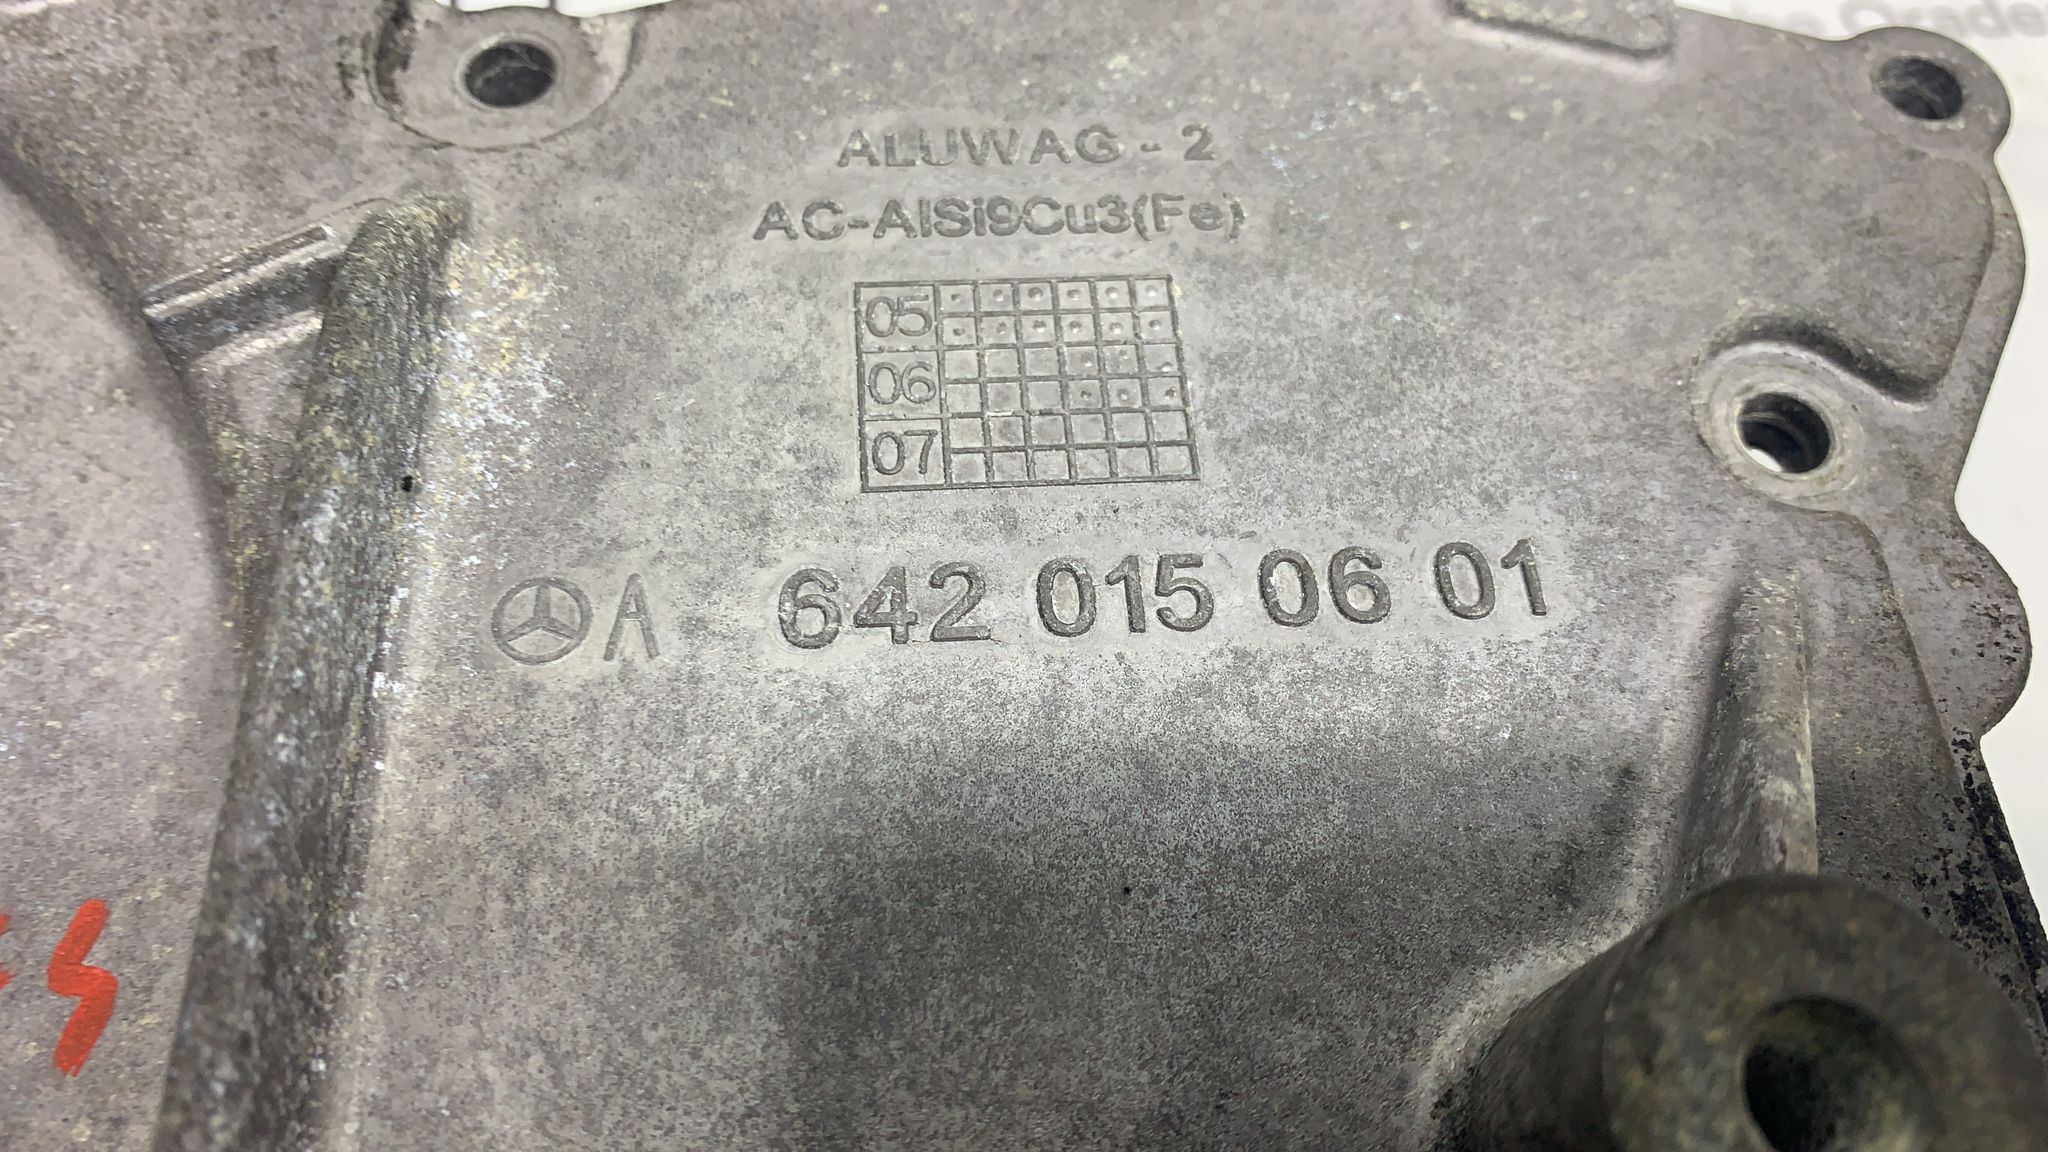 ALUWAG - 2
AC-AlSi9Cu3(Fe)
05
06
07
A 642 015 06 01